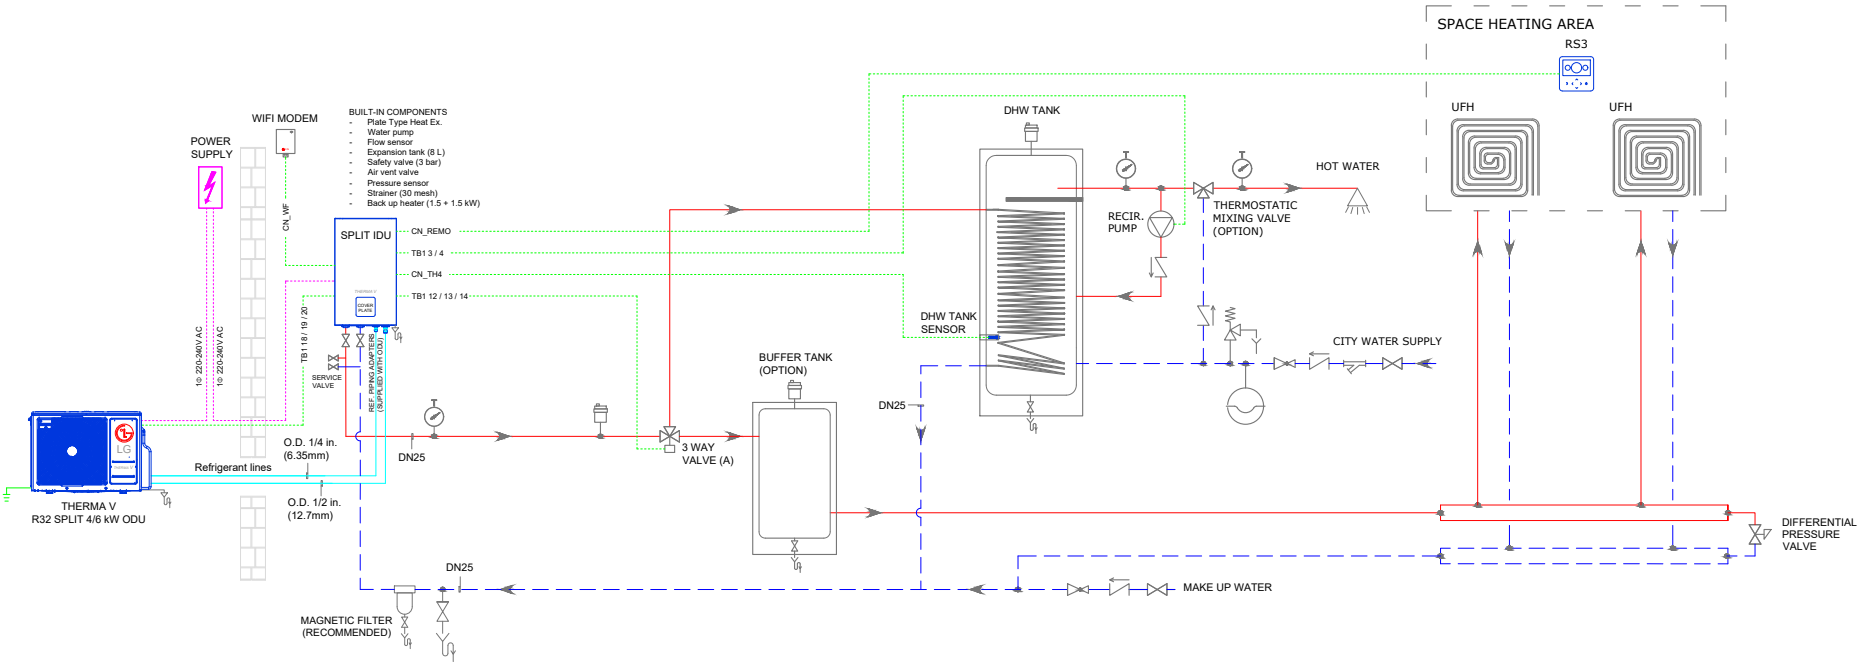 SPACE HEATING AREA
RS3
UFH
UFH
BUILT-IN COMPONENTS
- Plate Type Heat Ex.
- Water pump
- Flow sensor
- Expansion tank (8 L)
- Safety valve (3 bar)
- Air vent valve
- Pressure sensor
- Strainer (30 mesh)
- Back up heater (1.5 + 1.5 kW)
WIFI MODEM
POWER
SUPPLY
CN_WF
SPLIT IDU
THERMA V
COVER
PLATE
CN_REMO
TB1 3 / 4
CN_TH4
TB1 12 / 13 / 14
TB1 18 / 19 / 20
1Φ 220-240V AC
1Φ 220-240V AC
SERVICE
VALVE
REF. PIPING ADAPTERS
(SUPPLIED WITH ODU)
DHW TANK
DHW TANK
SENSOR
RECIR.
PUMP
THERMOSTATIC
MIXING VALVE
(OPTION)
HOT WATER
CITY WATER SUPPLY
BUFFER TANK
(OPTION)
DN25
DN25
3 WAY
VALVE (A)
LG
THERMA V
O.D. 1/4 in.
(6.35mm)
Refrigerant lines
O.D. 1/2 in.
(12.7mm)
THERMA V
R32 SPLIT 4/6 kW ODU
DIFFERENTIAL
PRESSURE
VALVE
DN25
MAKE UP WATER
MAGNETIC FILTER
(RECOMMENDED)